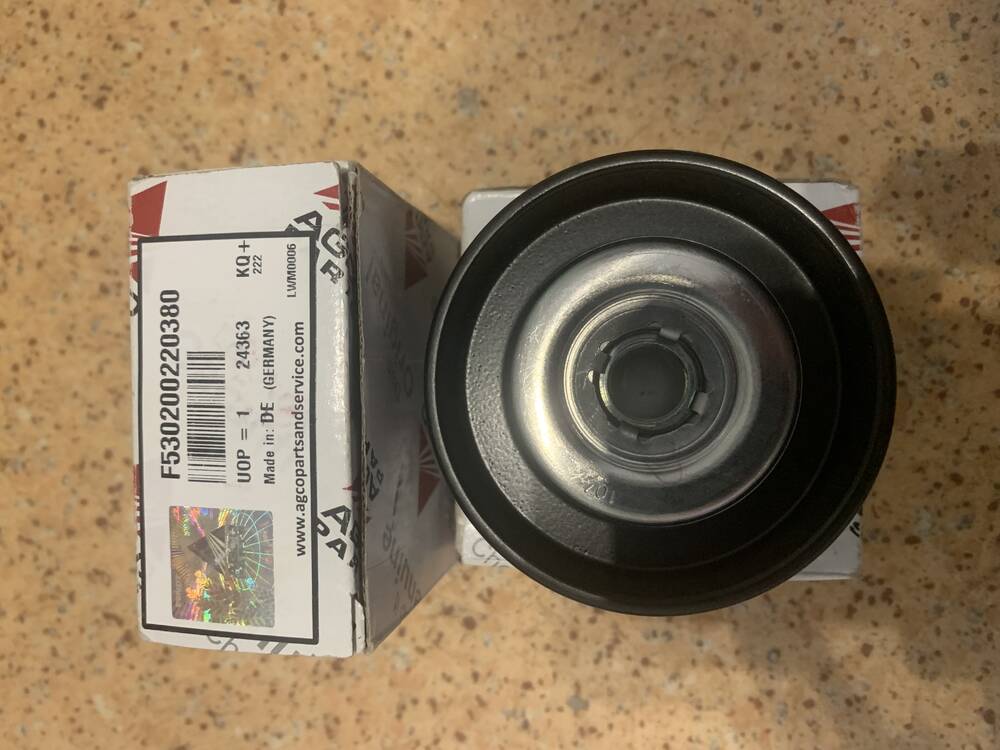 F530200220380
UOP = 1 24363 KQ+
222
Made in: DE (GERMANY)
LWM0006
www.agcopartsandservice.com